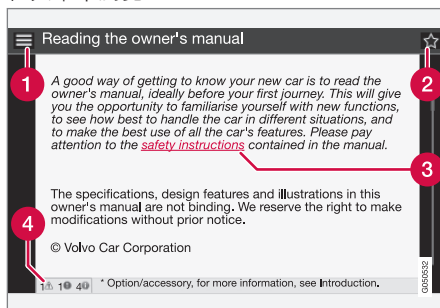 Reading the owner's manual
1
2
A good way of getting to know your new car is to read the
owner's manual, ideally before your first journey. This will give
you the opportunity to familiarise yourself with new functions,
to see how best to handle the car in different situations, and
to make the best use of all the car's features. Please pay
attention to the safety instructions contained in the manual.
3
The specifications, design features and illustrations in this
owner's manual are not binding. We reserve the right to make
modifications without prior notice.
4
© Volvo Car Corporation
1 1 4 * Option/accessory, for more information, see Introduction.
G050532